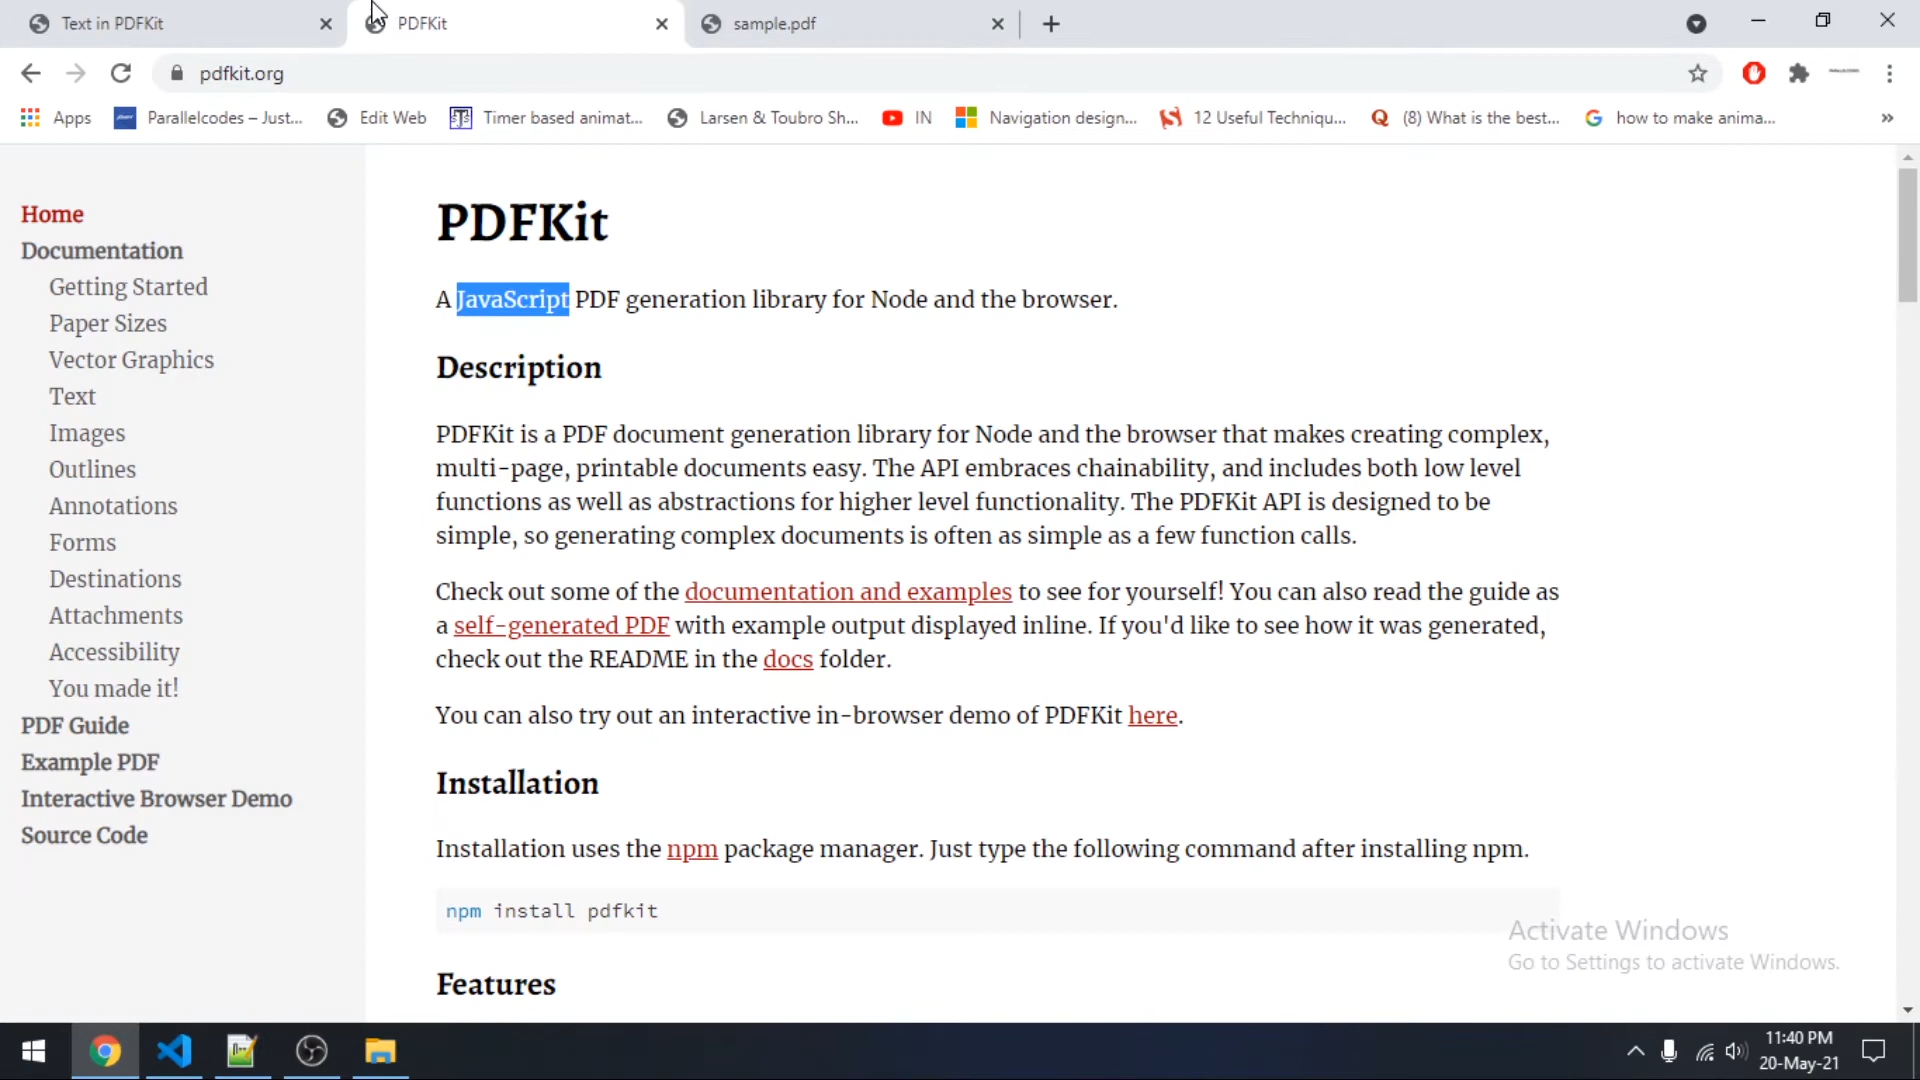 Text in PDFKit
PDFKit
sample.pdf
pdfkit.org
Apps
Parallelcodes – Just...
Edit Web
Timer based animat...
Larsen & Toubro Sh...
IN
Navigation design...
12 Useful Techniqu...
(8) What is the best...
how to make anima...
»
Home
Documentation
Getting Started
Paper Sizes
Vector Graphics
Text
Images
Outlines
Annotations
Forms
Destinations
Attachments
Accessibility
You made it!
PDF Guide
Example PDF
Interactive Browser Demo
Source Code
PDFKit
A JavaScript PDF generation library for Node and the browser.
Description
PDFKit is a PDF document generation library for Node and the browser that makes creating complex,
multi-page, printable documents easy. The API embraces chainability, and includes both low level
functions as well as abstractions for higher level functionality. The PDFKit API is designed to be
simple, so generating complex documents is often as simple as a few function calls.
Check out some of the documentation and examples to see for yourself! You can also read the guide as
a self-generated PDF with example output displayed inline. If you'd like to see how it was generated,
check out the README in the docs folder.
You can also try out an interactive in-browser demo of PDFKit here.
Installation
Installation uses the npm package manager. Just type the following command after installing npm.
npm install pdfkit
Features
Activate Windows
Go to Settings to activate Windows.
11:40 PM
20-May-21